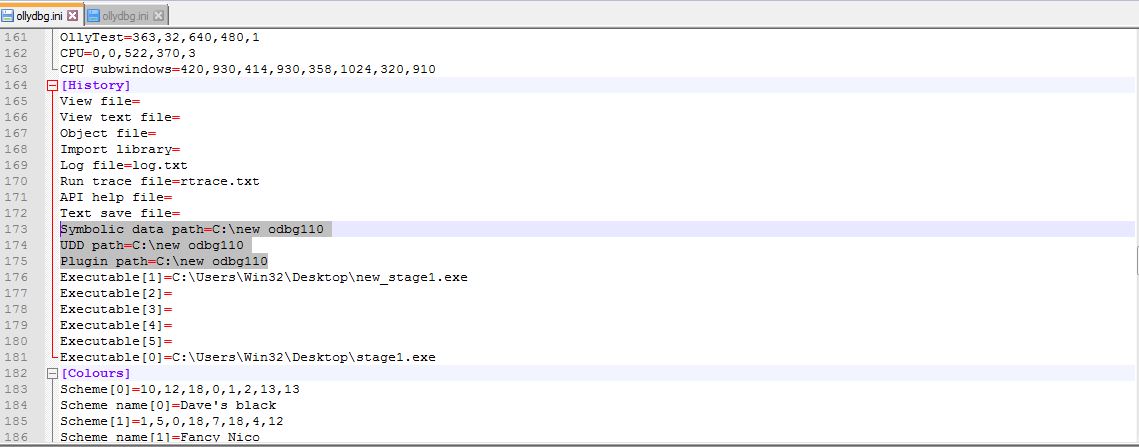 ollydbg.ini ollydbg.ini
161 OllyTest=363,32,640,480,1
162 CPU=0,0,522,370,3
163 CPU subwindows=420,930,414,930,358,1024,320,910
164 [History]
165 View file=
166 View text file=
167 Object file=
168 Import library=
169 Log file=log.txt
170 Run trace file=rtrace.txt
171 API help file=
172 Text save file=
173 Symbolic data path=C:\new odbg110
174 UDD path=C:\new odbg110
175 Plugin path=C:\new odbg110
176 Executable[1]=C:\Users\Win32\Desktop\new_stage1.exe
177 Executable[2]=
178 Executable[3]=
179 Executable[4]=
180 Executable[5]=
181 Executable[0]=C:\Users\Win32\Desktop\stage1.exe
182 [Colours]
183 Scheme[0]=10,12,18,0,1,2,13,13
184 Scheme name[0]=Dave's black
185 Scheme[1]=1,5,0,18,7,18,4,12
186 Scheme name[1]=Fancy Nico